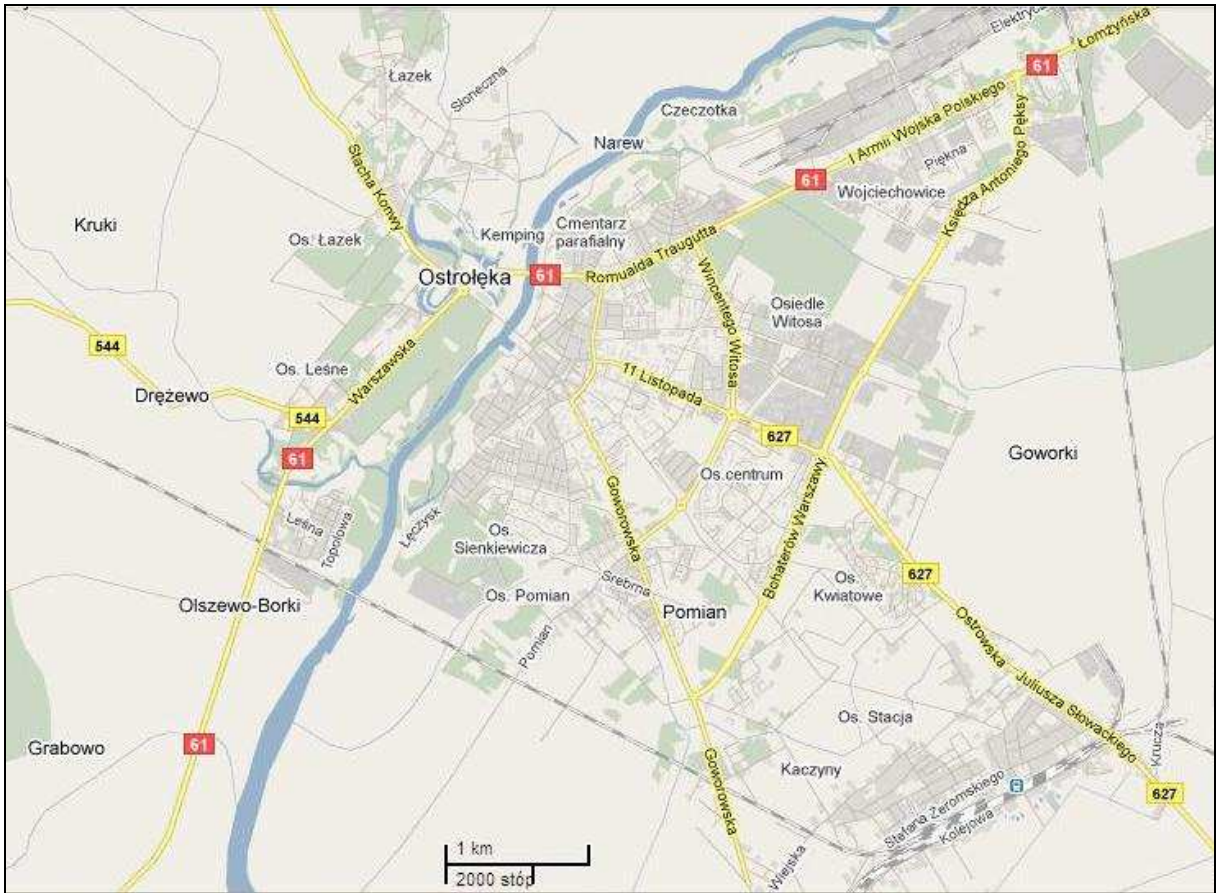 Elektryc
Łomżyńska
61
Łazek
Słoneczna
Czeczotka
I Armii Wojska Polskiego
Narew
Piękna
Księdza Antoniego Pęksy
Stacha Konwy
61
Wojciechowice
Kruki
Os. Łazek
Kemping
Cmentarz
parafialny
Ostrołęka
61
Romualda Traugutta
Wincentego Witosa
Osiedle
Witosa
544
Os. Leśne
Warszawska
11 Listopada
Drężewo
544
627
61
Goworki
Os.centrum
Goworowska
Bohaterów Warszawy
Leśna
Topolowa
Łęczysk
Os
Sienkiewicza
627
Srebrna
Os.
Kwiatowe
Olszewo-Borki
Os. Pomian
Pomian
Pomian
Ostrowska
Juliusza Słowackiego
Os. Stacja
Krucza
Grabowo
61
Goworowska
Kaczyny
627
Stefana Żeromskiego
Kolejowa
Wiejska
1 km
2000 stóp